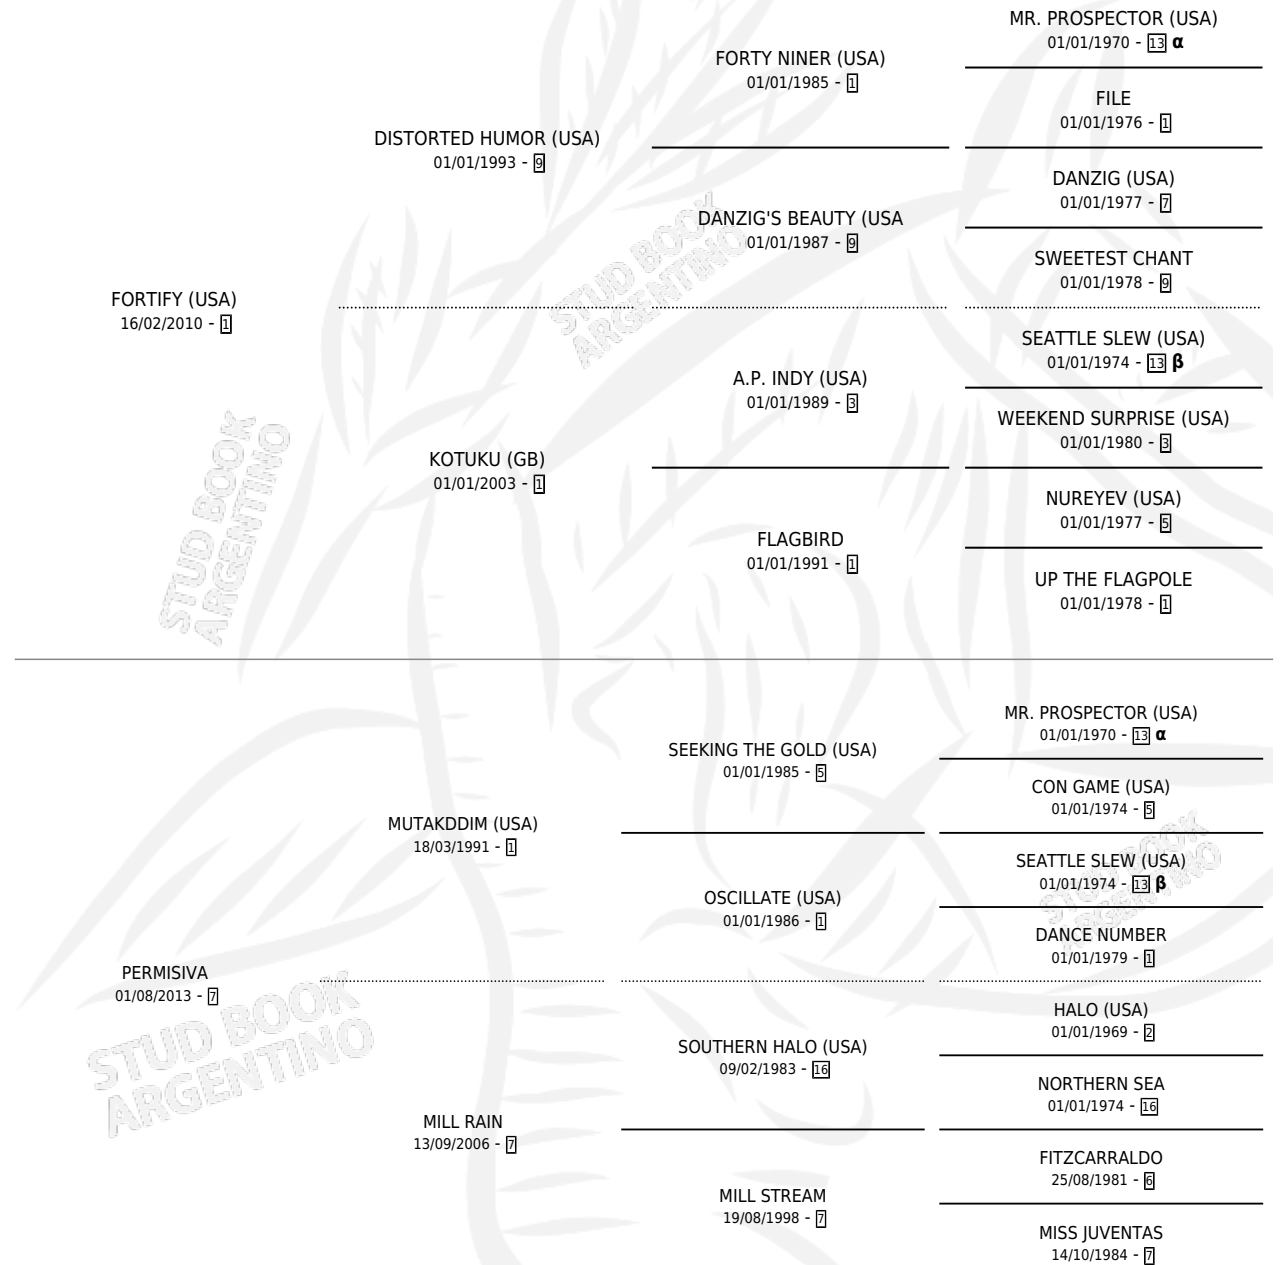 MR. PROSPECTOR (USA)
01/01/1970 - 13 α
FORTY NINER (USA)
01/01/1985 - 1
FILE
01/01/1976 - 1
DISTORTED HUMOR (USA)
01/01/1993 - 9
DANZIG (USA)
01/01/1977 - 7
DANZIG'S BEAUTY (USA
01/01/1987 - 9
SWEETEST CHANT
01/01/1978 - 9
FORTIFY (USA)
16/02/2010 - 1
SEATTLE SLEW (USA)
01/01/1974 - 13 β
A.P. INDY (USA)
01/01/1989 - 3
WEEKEND SURPRISE (USA)
01/01/1980 - 3
KOTUKU (GB)
01/01/2003 - 1
NUREYEV (USA)
01/01/1977 - 5
FLAGBIRD
01/01/1991 - 1
UP THE FLAGPOLE
01/01/1978 - 1
MR. PROSPECTOR (USA)
01/01/1970 - 13 α
SEEKING THE GOLD (USA)
01/01/1985 - 5
CON GAME (USA)
01/01/1974 - 5
MUTAKDDIM (USA)
18/03/1991 - 1
SEATTLE SLEW (USA)
01/01/1974 - 13 β
OSCILLATE (USA)
01/01/1986 - 1
DANCE NUMBER
01/01/1979 - 1
PERMISIVA
01/08/2013 - 7
HALO (USA)
01/01/1969 - 2
SOUTHERN HALO (USA)
09/02/1983 - 16
NORTHERN SEA
01/01/1974 - 16
MILL RAIN
13/09/2006 - 7
FITZCARRALDO
25/08/1981 - 6
MILL STREAM
19/08/1998 - 7
MISS JUVENTAS
14/10/1984 - 7
STUD BOOK
ARGENTINO
STUD BOOK
ARGENTINO
STUD BOOK
ARGENTINO
STUD BOOK
ARGENTINO